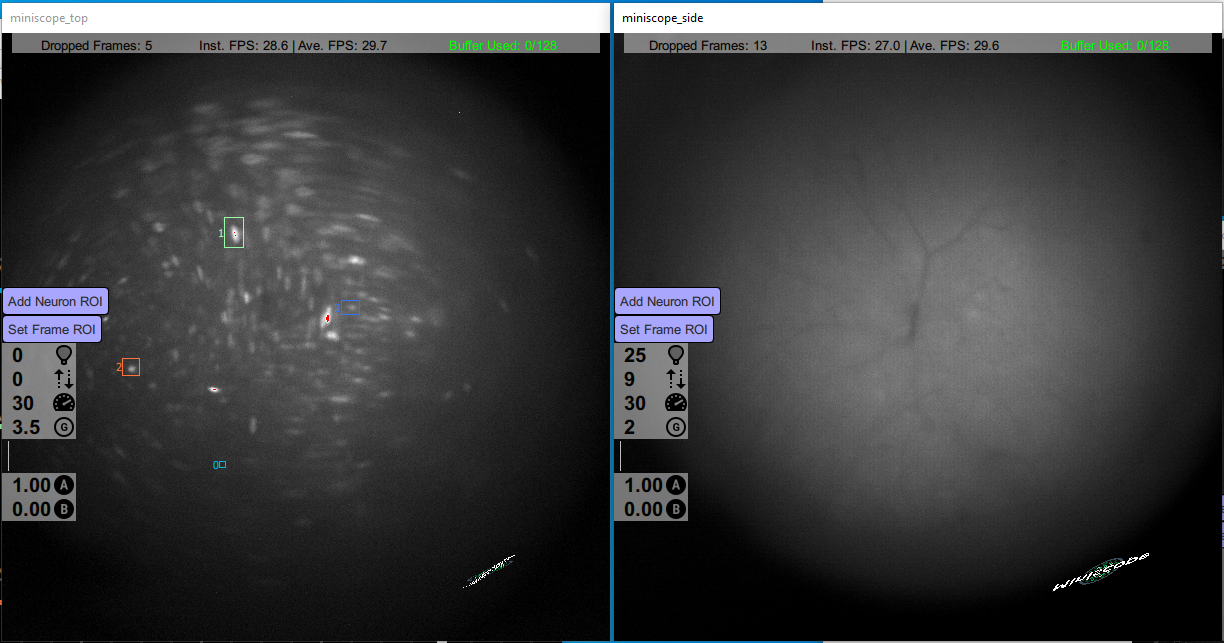 miniscope_top
Dropped Frames: 5 Inst. FPS: 28.6 | Ave. FPS: 29.7 Buffer Used: 0/128
1
2
0
Add Neuron ROI
Set Frame ROI
0
0
30
3.5 G
1.00 A
0.00 B
miniscope_side
Dropped Frames: 13 Inst. FPS: 27.0 | Ave. FPS: 29.6 Buffer Used: 0/128
Add Neuron ROI
Set Frame ROI
25
9
30
2 G
1.00 A
0.00 B